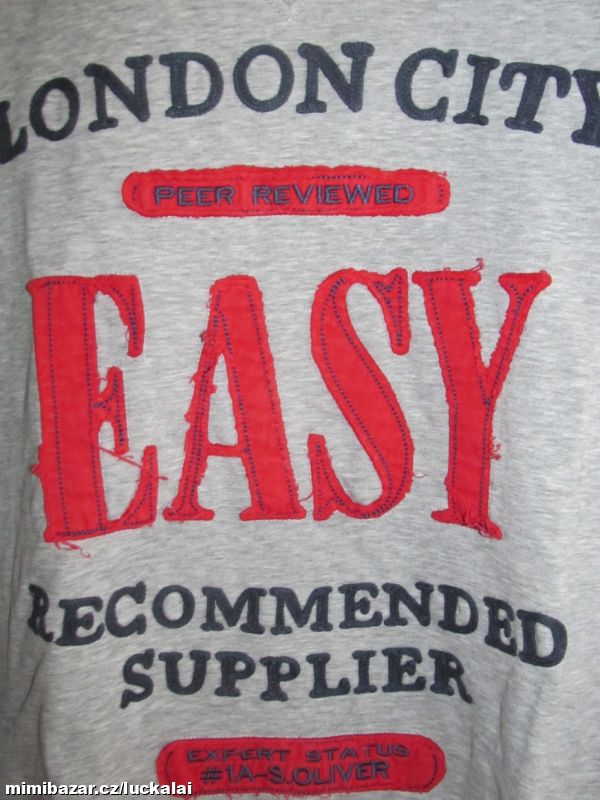 LONDON CITY
PEER REVIEWED
EASY
RECOMMENDED
SUPPLIER
EXPERT STATUS
#1A-S.OLIVER
mimibazar.cz/luckalai